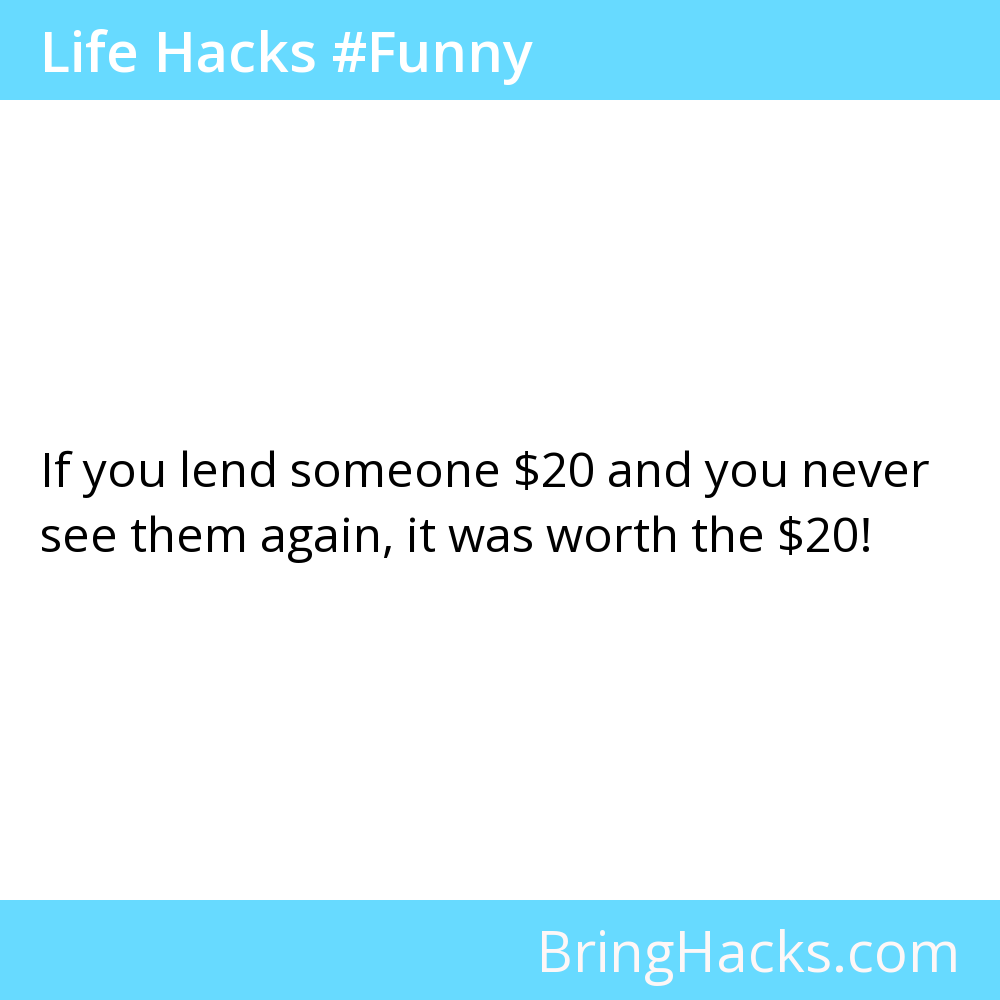 Life Hacks #Funny
If you lend someone $20 and you never
see them again, it was worth the $20!
BringHacks.com